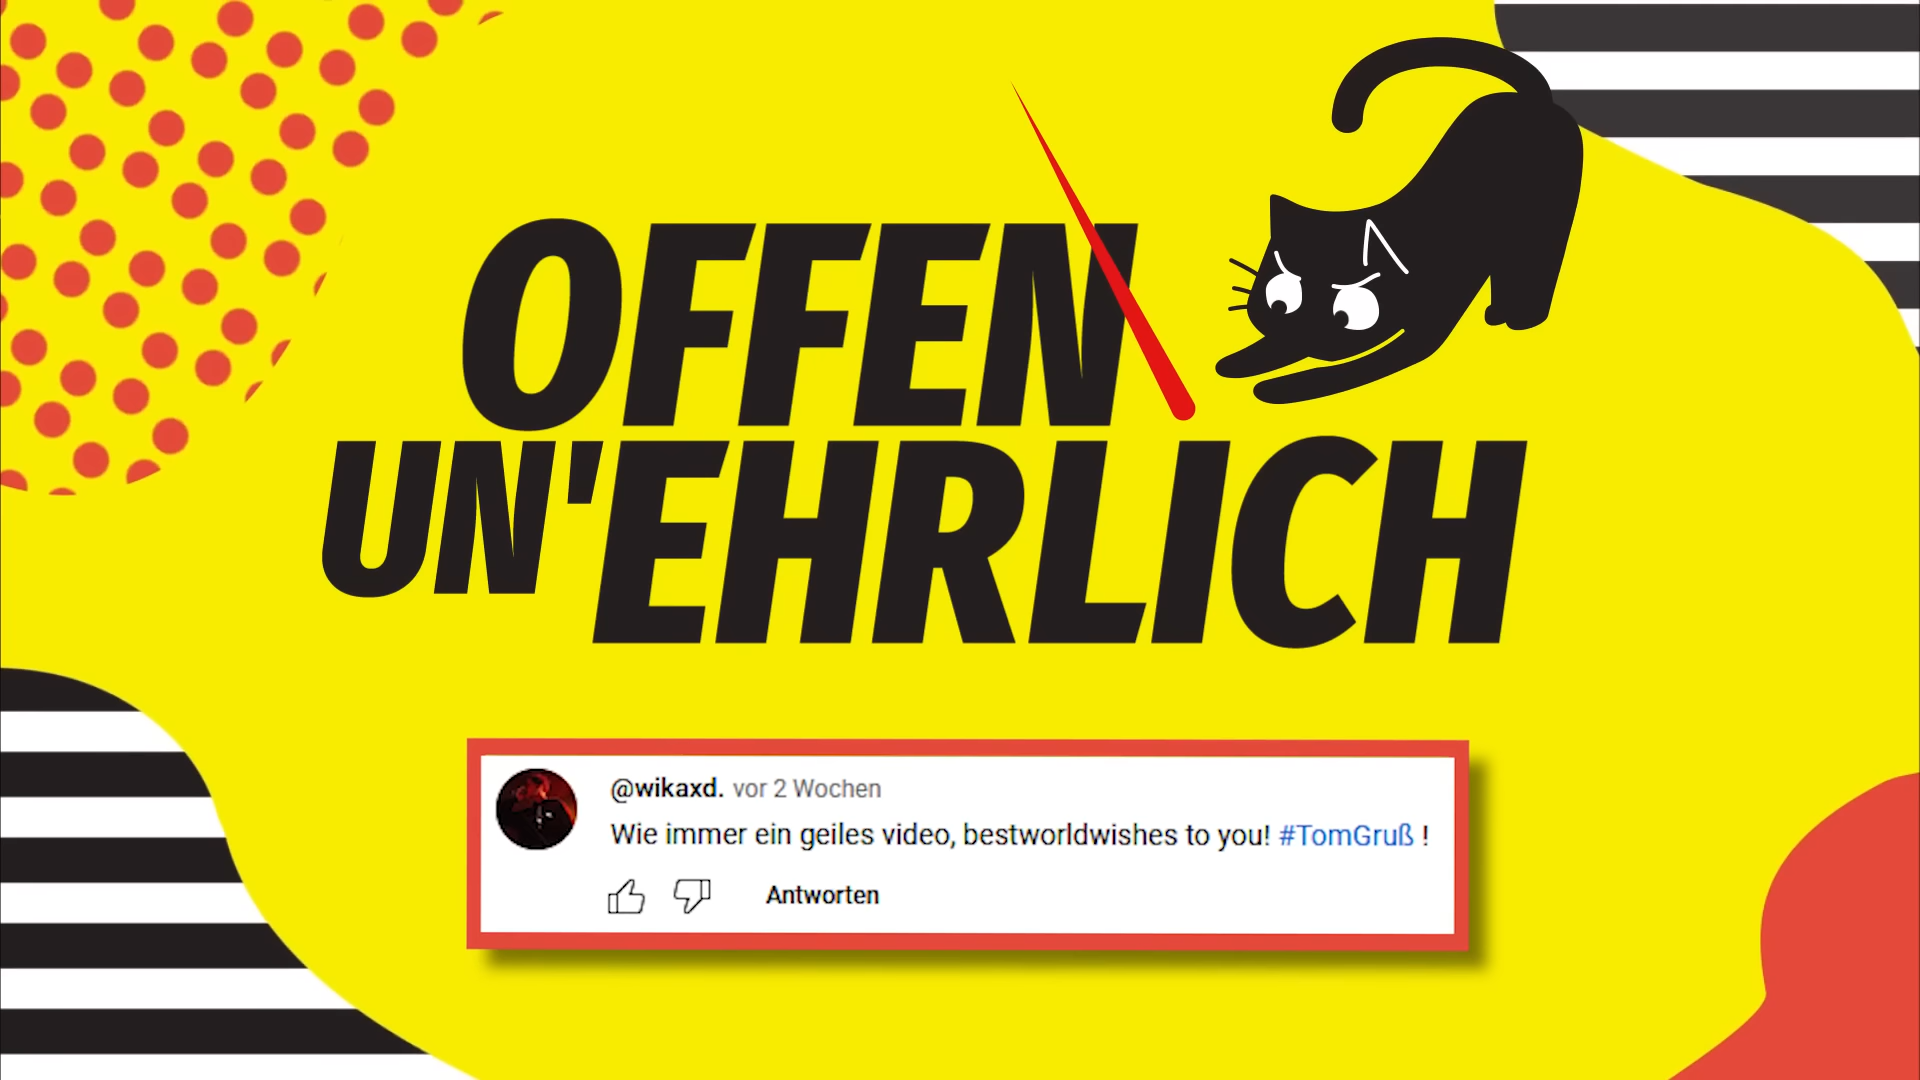 OFFEN
UN'EHRLICH
@wikaxd. vor 2 Wochen
Wie immer ein geiles video, bestworldwishes to you! #TomGruß !
Antworten